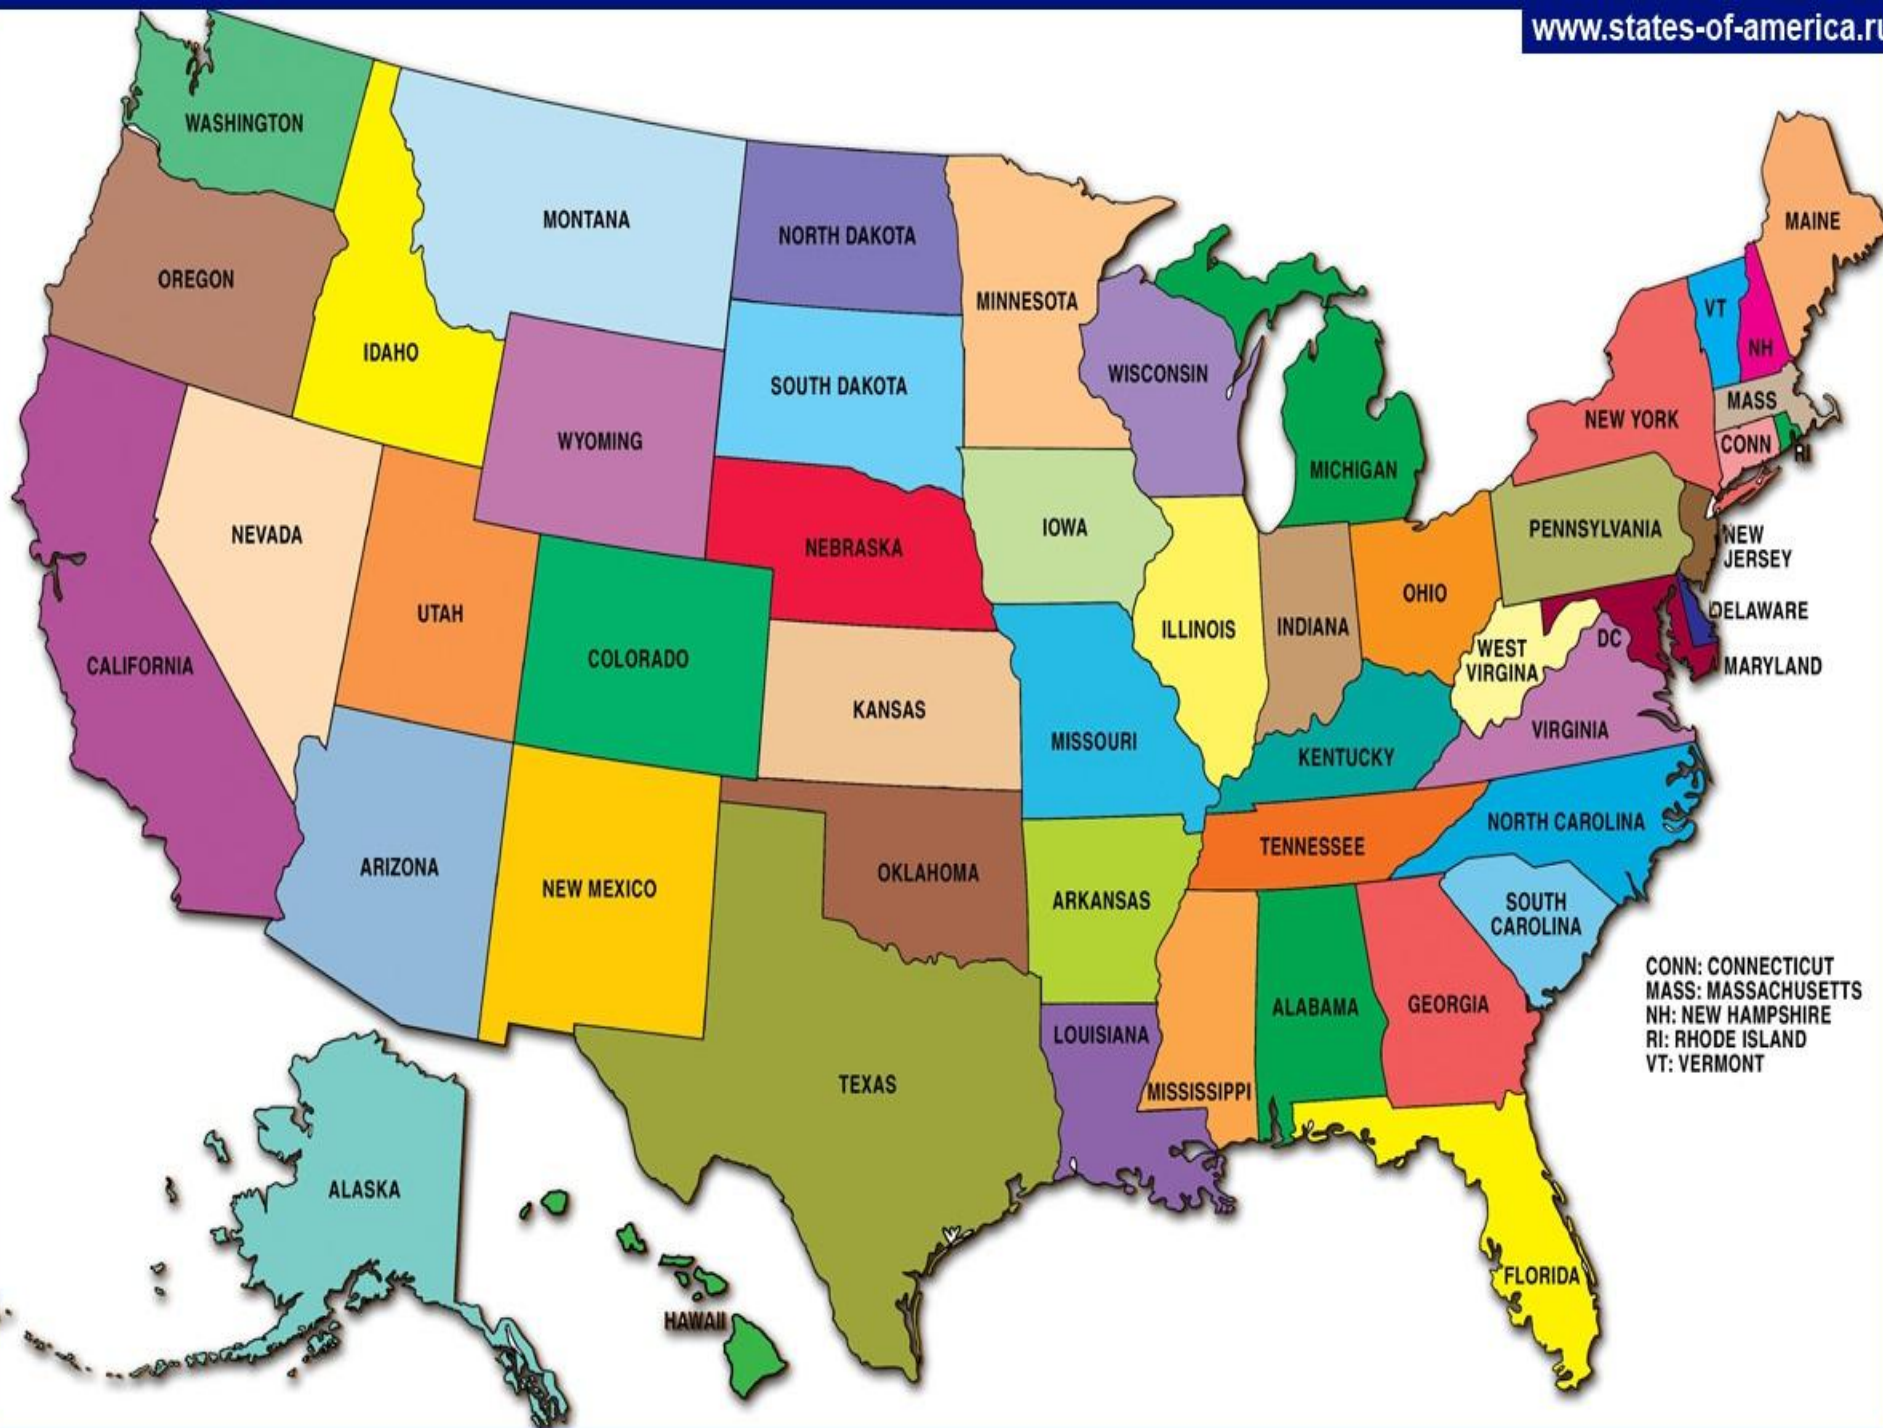 www.states-of-america.ru
WASHINGTON
OREGON
IDAHO
MONTANA
NORTH DAKOTA
MINNESOTA
SOUTH DAKOTA
WYOMING
WISCONSIN
MICHIGAN
MAINE
VT
NH
MASS
CONN
RI
NEW YORK
PENNSYLVANIA
NEW
JERSEY
DELAWARE
MARYLAND
DC
CALIFORNIA
NEVADA
UTAH
COLORADO
NEBRASKA
IOWA
ILLINOIS
INDIANA
OHIO
WEST
VIRGINA
VIRGINIA
KANSAS
MISSOURI
KENTUCKY
ARIZONA
NEW MEXICO
OKLAHOMA
ARKANSAS
TENNESSEE
NORTH CAROLINA
SOUTH
CAROLINA
TEXAS
LOUISIANA
MISSISSIPPI
ALABAMA
GEORGIA
FLORIDA
ALASKA
HAWAII
CONN: CONNECTICUT
MASS: MASSACHUSETTS
NH: NEW HAMPSHIRE
RI: RHODE ISLAND
VT: VERMONT